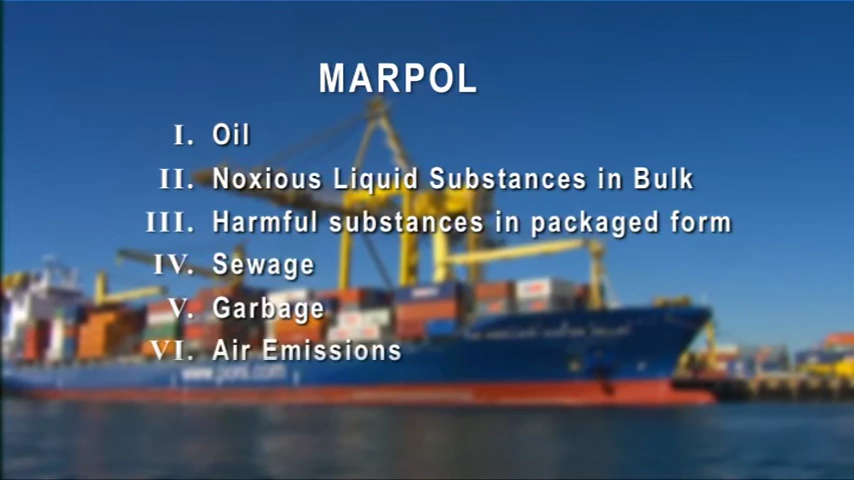 MARPOL
I. Oil
II. Noxious Liquid Substances in Bulk
III. Harmful substances in packaged form
IV. Sewage
V. Garbage
VI. Air Emissions